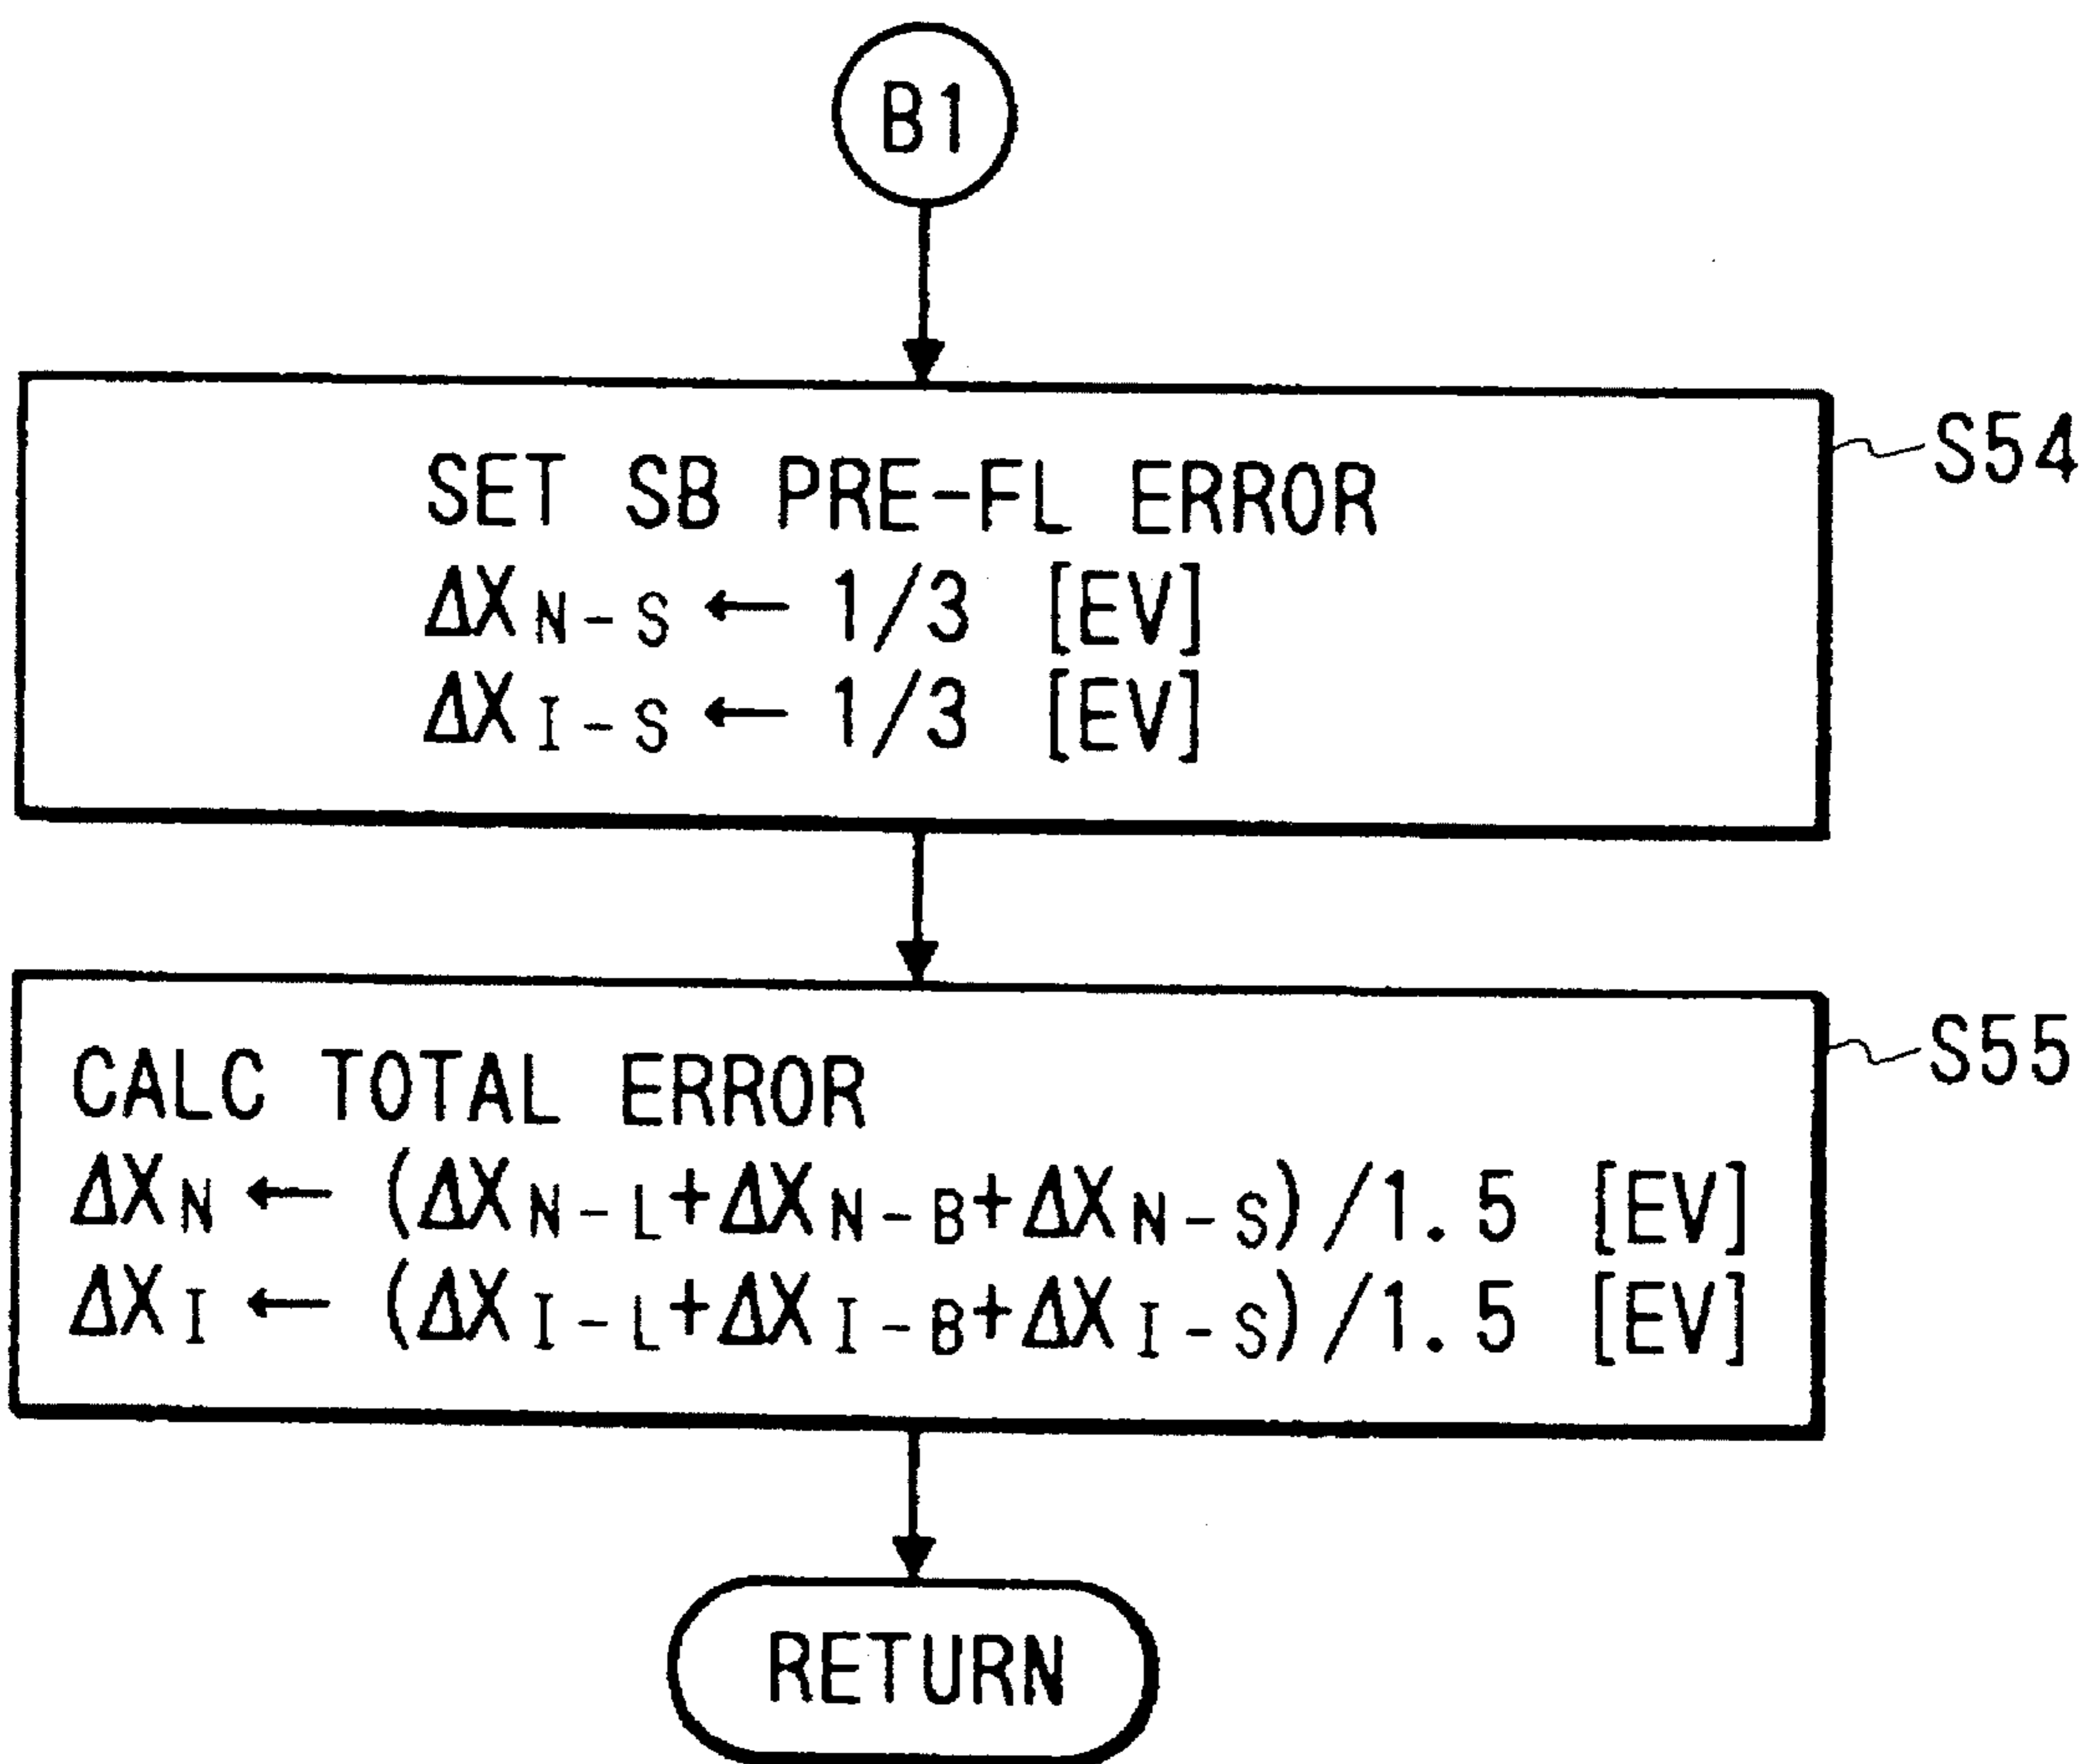 B1
SET SB PRE-FL ERROR
S54
ΔX N-S ← 1/3 [EV]
ΔX I-S ← 1/3 [EV]
CALC TOTAL ERROR
S55
ΔX N ← (ΔX N-L+ΔX N-B+ΔX N-S)/1.5 [EV]
ΔX I ← (ΔX I-L+ΔX I-B+ΔX I-S)/1.5 [EV]
RETURN